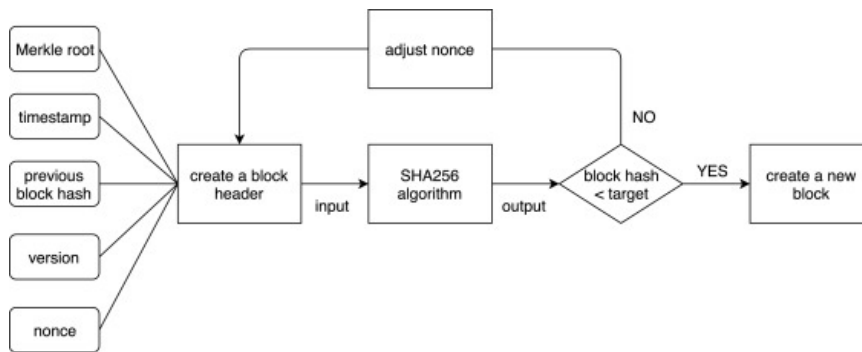 Merkle root
timestamp
previous
block hash
version
nonce
adjust nonce
create a block
header
input
SHA256
algorithm
output
block hash
< target
NO
YES
create a new
block